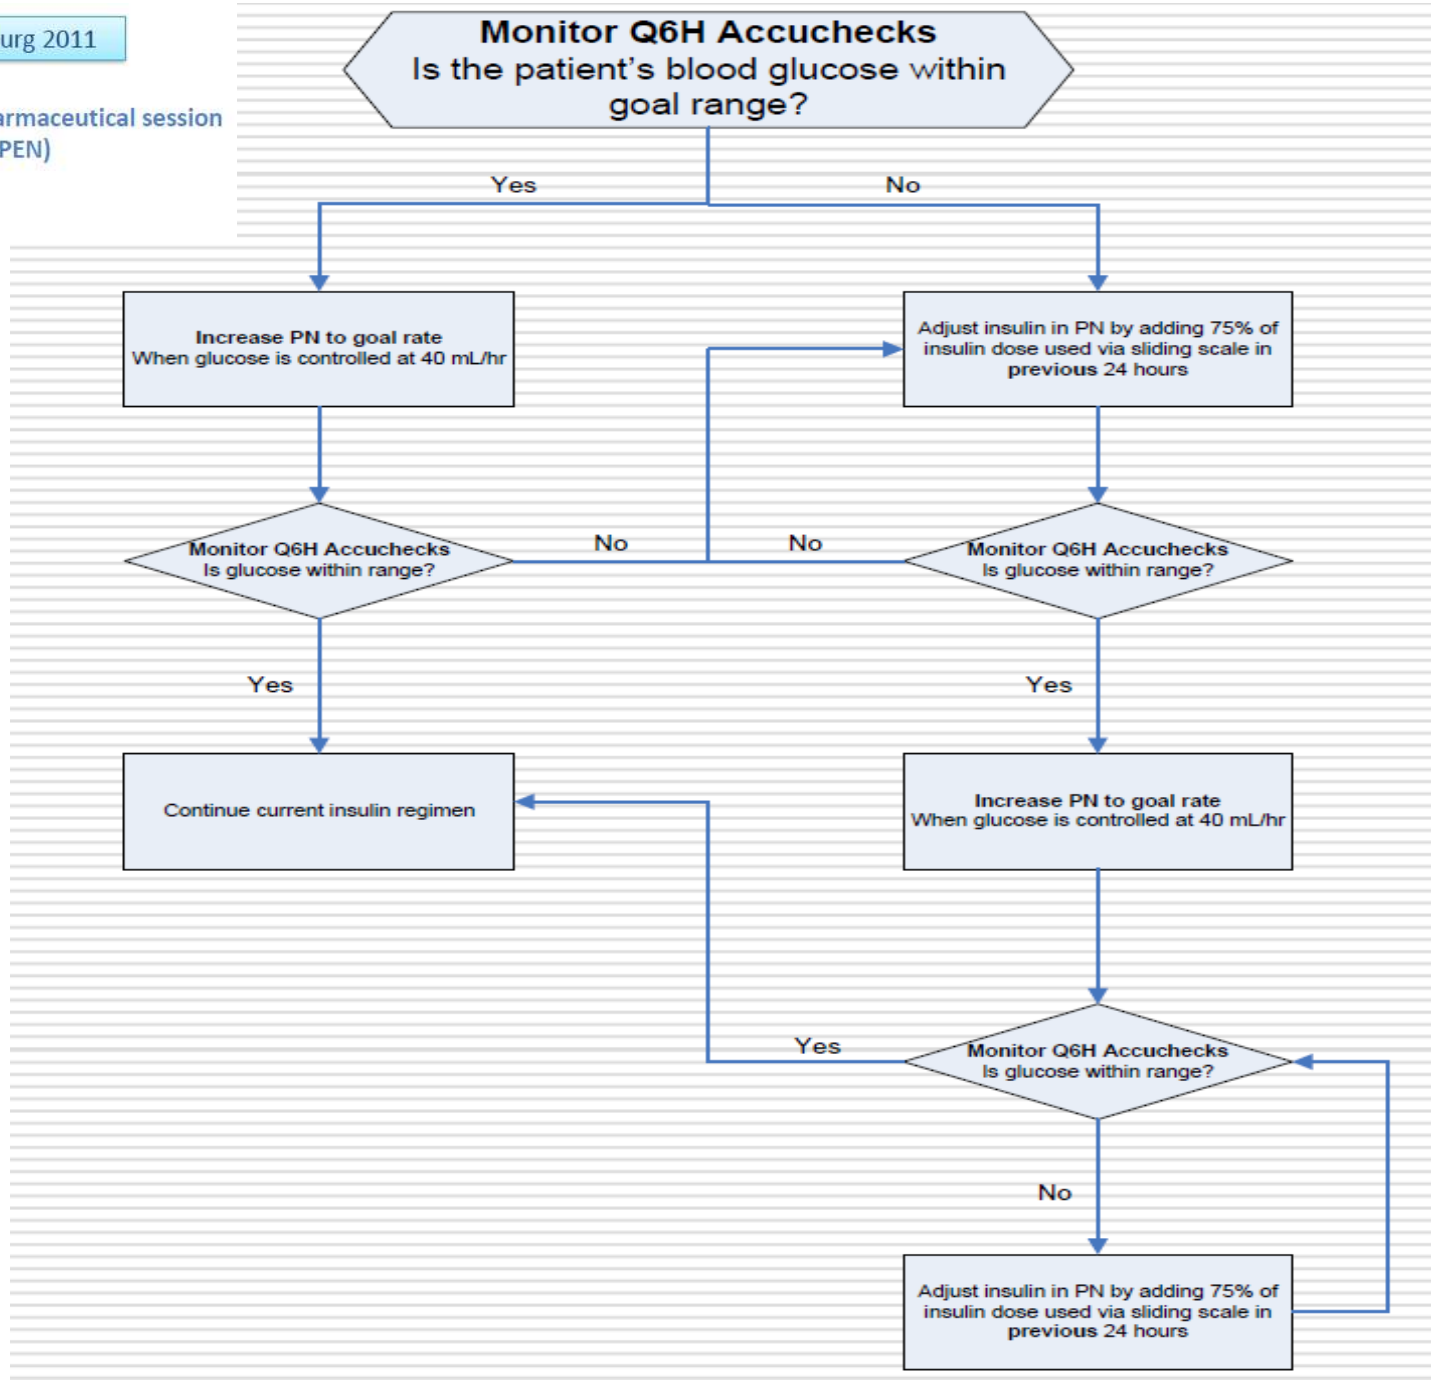 urg 2011
armaceutical session
PEN)
Monitor Q6H Accuchecks
Is the patient's blood glucose within
goal range?
Yes
No
Increase PN to goal rate
When glucose is controlled at 40 mL/hr
Adjust insulin in PN by adding 75% of
insulin dose used via sliding scale in
previous 24 hours
Monitor Q6H Accuchecks
Is glucose within range?
No
No
Monitor Q6H Accuchecks
Is glucose within range?
Yes
Yes
Continue current insulin regimen
Increase PN to goal rate
When glucose is controlled at 40 mL/hr
Yes
Monitor Q6H Accuchecks
Is glucose within range?
No
Adjust insulin in PN by adding 75% of
insulin dose used via sliding scale in
previous 24 hours